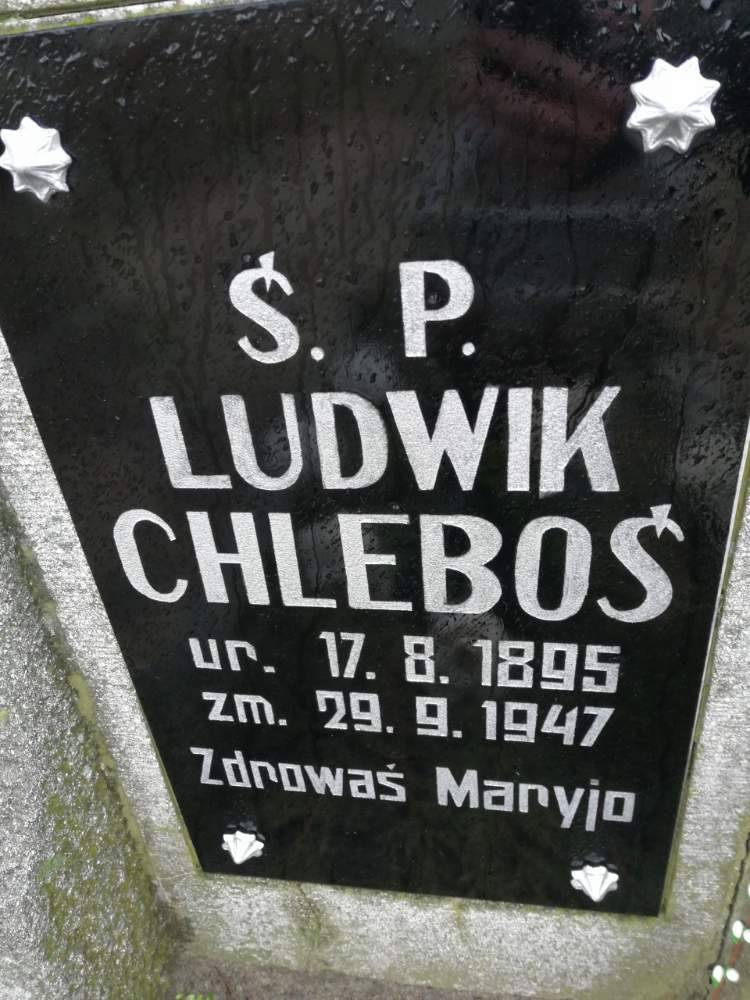 Ś. P.
LUDWIK
CHLEBOŚ
ur. 17. 8. 1895
zm. 29. 9. 1947
Zdrowaś Maryjo